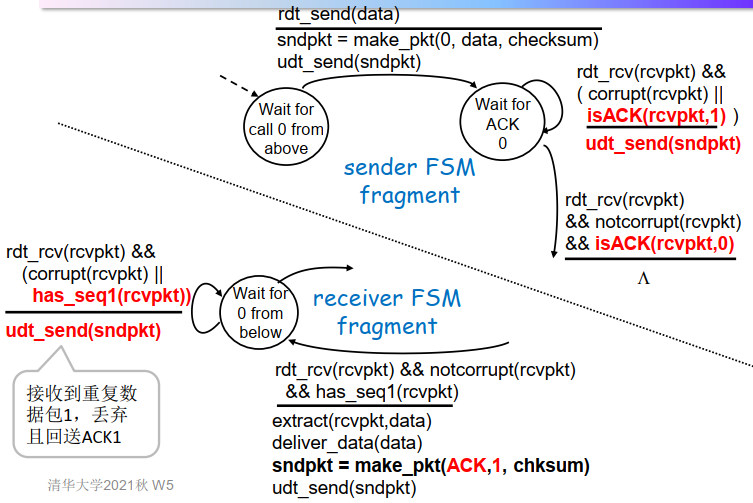 rdt_send(data)
sndpkt = make_pkt(0, data, checksum)
udt_send(sndpkt)
Wait for
call 0 from
above
Wait for
ACK
0
rdt_rcv(rcvpkt) &&
( corrupt(rcvpkt) ||
isACK(rcvpkt,1) )
udt_send(sndpkt)
sender FSM
fragment
rdt_rcv(rcvpkt)
&& notcorrupt(rcvpkt)
&& isACK(rcvpkt,0)
Λ
rdt_rcv(rcvpkt) &&
(corrupt(rcvpkt) ||
has_seq1(rcvpkt))
udt_send(sndpkt)
Wait for
0 from
below
receiver FSM
fragment
接收到重复数
据包1，丢弃
且回送ACK1
rdt_rcv(rcvpkt) && notcorrupt(rcvpkt)
&& has_seq1(rcvpkt)
extract(rcvpkt,data)
deliver_data(data)
sndpkt = make_pkt(ACK,1, chksum)
udt_send(sndpkt)
清华大学2021秋 W5